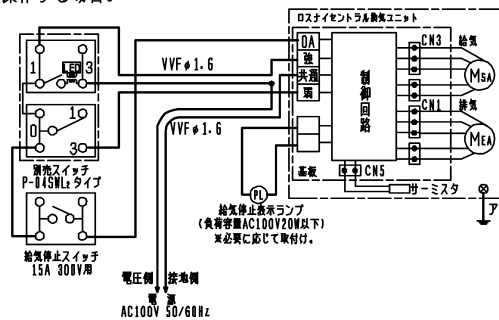 操作する場合。
ロスナイセントラル換気ユニット
OA
強
共通
弱
制御回路
CN3 給気
MSA
CN1 排気
MEA
基板
CN5
サーミスタ
ア
1
LED
3
0
1
3
VVFφ1.6
VVFφ1.6
別売スイッチ
P-04SWL₂タイプ
給気停止スイッチ
15A 300V用
PL
給気停止表示ランプ
(負荷容量AC100V20W以下)
※必要に応じて取付け。
電圧側
接地側
電源
AC100V 50/60Hz